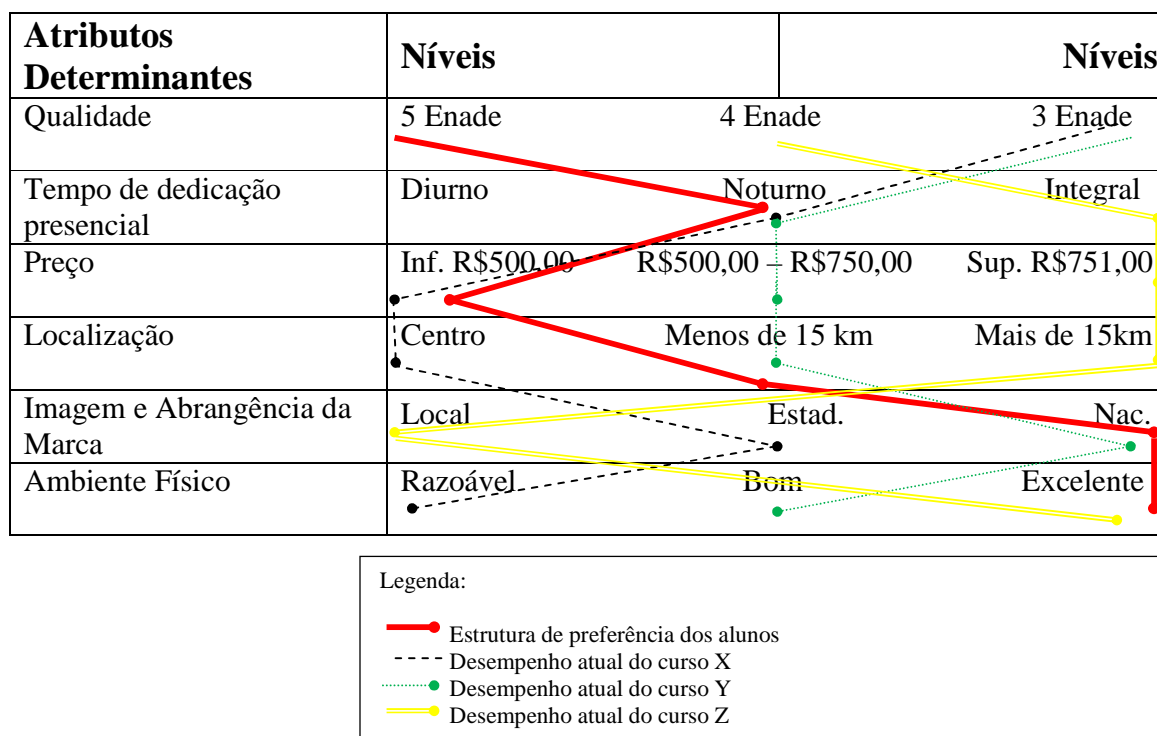 Atributos Determinantes Níveis Níveis
Qualidade 5 Enade 4 Enade 3 Enade
Tempo de dedicação presencial Diurno Noturno Integral
Preço Inf. R$500,00 R$500,00 – R$750,00 Sup. R$751,00
Localização Centro Menos de 15 km Mais de 15km
Imagem e Abrangência da Marca Local Estad. Nac.
Ambiente Físico Razoável Bom Excelente
Legenda:
Estrutura de preferência dos alunos
Desempenho atual do curso X
Desempenho atual do curso Y
Desempenho atual do curso Z